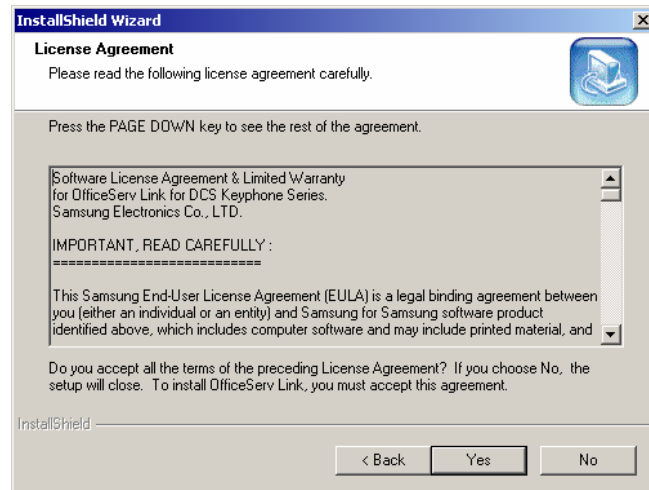 InstallShield Wizard
License Agreement
Please read the following license agreement carefully.
Press the PAGE DOWN key to see the rest of the agreement.
Software License Agreement & Limited Warranty
for OfficeServ Link for DCS Keyphone Series.
Samsung Electronics Co., LTD.
IMPORTANT, READ CAREFULLY :
===========================
This Samsung End-User License Agreement (EULA) is a legal binding agreement between
you (either an individual or an entity) and Samsung for Samsung software product
identified above, which includes computer software and may include printed material, and
Do you accept all the terms of the preceding License Agreement?  If you choose No,  the
setup will close.  To install OfficeServ Link, you must accept this agreement.
InstallShield
< Back Yes No